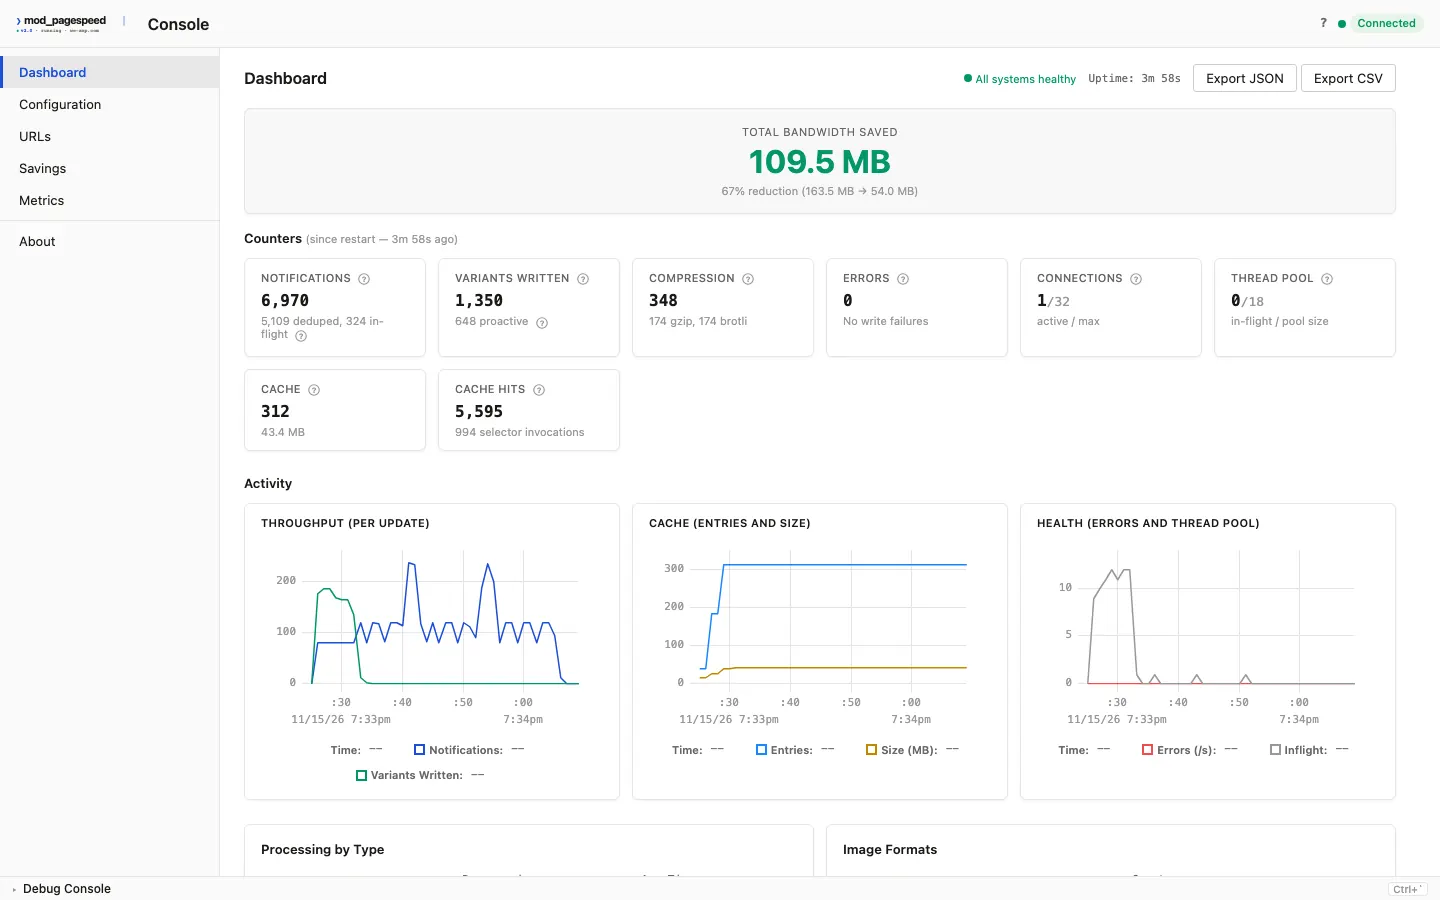 mod_pagespeed
Console
? Connected
Dashboard
Configuration
URLs
Savings
Metrics
About
Dashboard
All systems healthy Uptime: 3m 58s Export JSON Export CSV
TOTAL BANDWIDTH SAVED
109.5 MB
67% reduction (163.5 MB → 54.0 MB)
Counters (since restart — 3m 58s ago)
NOTIFICATIONS ?
6,970
5,109 deduped, 324 in-
flight ?
VARIANTS WRITTEN ?
1,350
648 proactive ?
COMPRESSION ?
348
174 gzip, 174 brotli
ERRORS ?
0
No write failures
CONNECTIONS ?
1/32
active / max
THREAD POOL ?
0/18
in-flight / pool size
CACHE ?
312
43.4 MB
CACHE HITS ?
5,595
994 selector invocations
Activity
THROUGHPUT (PER UPDATE)
200
100
0
:30 :40 :50 :00
11/15/26 7:33pm 7:34pm
Time: -- Notifications: --
Variants Written: --
CACHE (ENTRIES AND SIZE)
300
200
100
0
:30 :40 :50 :00
11/15/26 7:33pm 7:34pm
Time: -- Entries: -- Size (MB): --
HEALTH (ERRORS AND THREAD POOL)
10
5
0
:30 :40 :50 :00
11/15/26 7:33pm 7:34pm
Time: -- Errors (/s): -- Inflight: --
Processing by Type
Image Formats
Debug Console
Ctrl+`